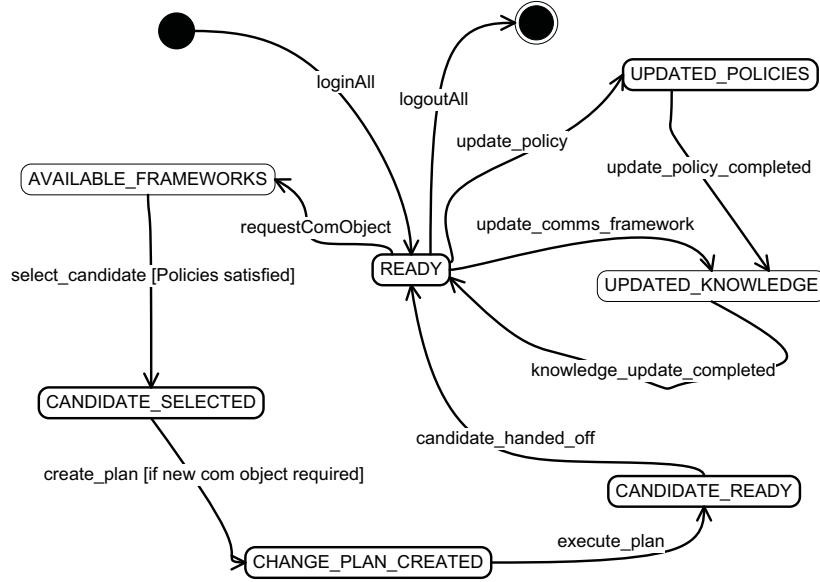 loginAll
logoutAll
UPDATED_POLICIES
update_policy
update_policy_completed
AVAILABLE_FRAMEWORKS
requestComObject
update_comms_framework
select_candidate [Policies satisfied]
READY
UPDATED_KNOWLEDGE
knowledge_update_completed
CANDIDATE_SELECTED
candidate_handed_off
create_plan [if new com object required]
CANDIDATE_READY
execute_plan
CHANGE_PLAN_CREATED